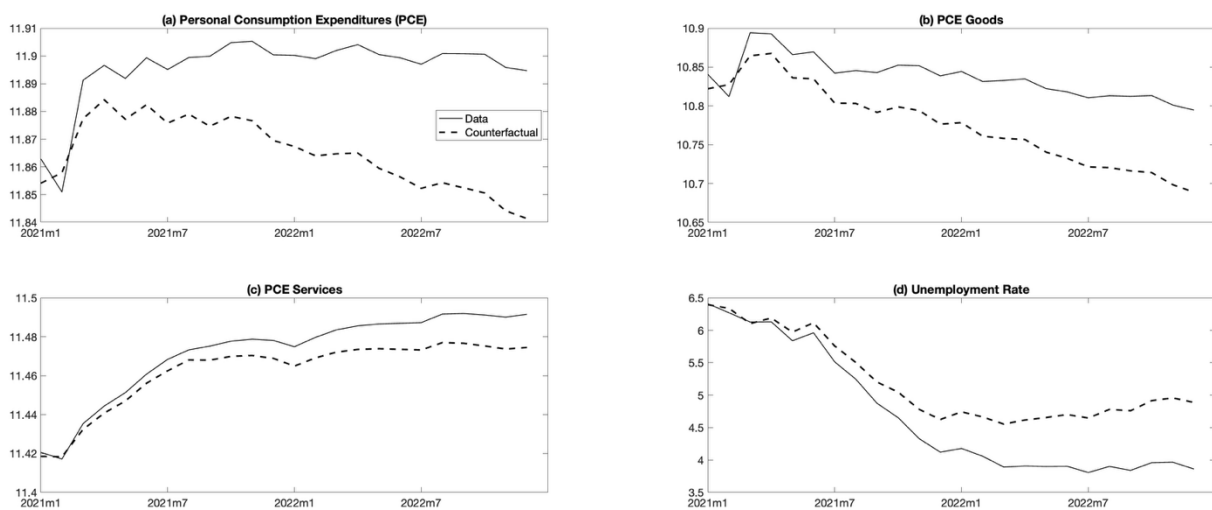 (a) Personal Consumption Expenditures (PCE)
11.91
11.9
11.89
11.88
11.87
11.86
11.85
11.84
2021m1
2021m7
2022m1
2022m7
Data
Counterfactual
(b) PCE Goods
10.9
10.85
10.8
10.75
10.7
10.65
2021m1
2021m7
2022m1
2022m7
(c) PCE Services
11.5
11.48
11.46
11.44
11.42
11.4
2021m1
2021m7
2022m1
2022m7
(d) Unemployment Rate
6.5
6
5.5
5
4.5
4
3.5
2021m1
2021m7
2022m1
2022m7